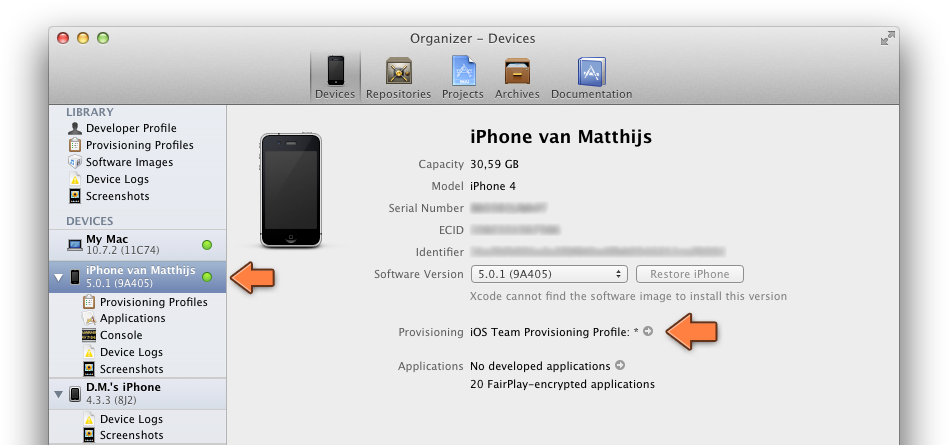 Organizer – Devices
Devices Repositories Projects Archives Documentation
LIBRARY
Developer Profile
Provisioning Profiles
Software Images
Device Logs
Screenshots
DEVICES
My Mac
10.7.2 (11C74)
iPhone van Matthijs
5.0.1 (9A405)
Provisioning Profiles
Applications
Console
Device Logs
Screenshots
D.M.'s iPhone
4.3.3 (8J2)
Device Logs
Screenshots
iPhone van Matthijs
Capacity 30,59 GB
Model iPhone 4
Serial Number
ECID
Identifier
Software Version 5.0.1 (9A405) Restore iPhone
Xcode cannot find the software image to install this version
Provisioning iOS Team Provisioning Profile: *
Applications No developed applications
20 FairPlay-encrypted applications